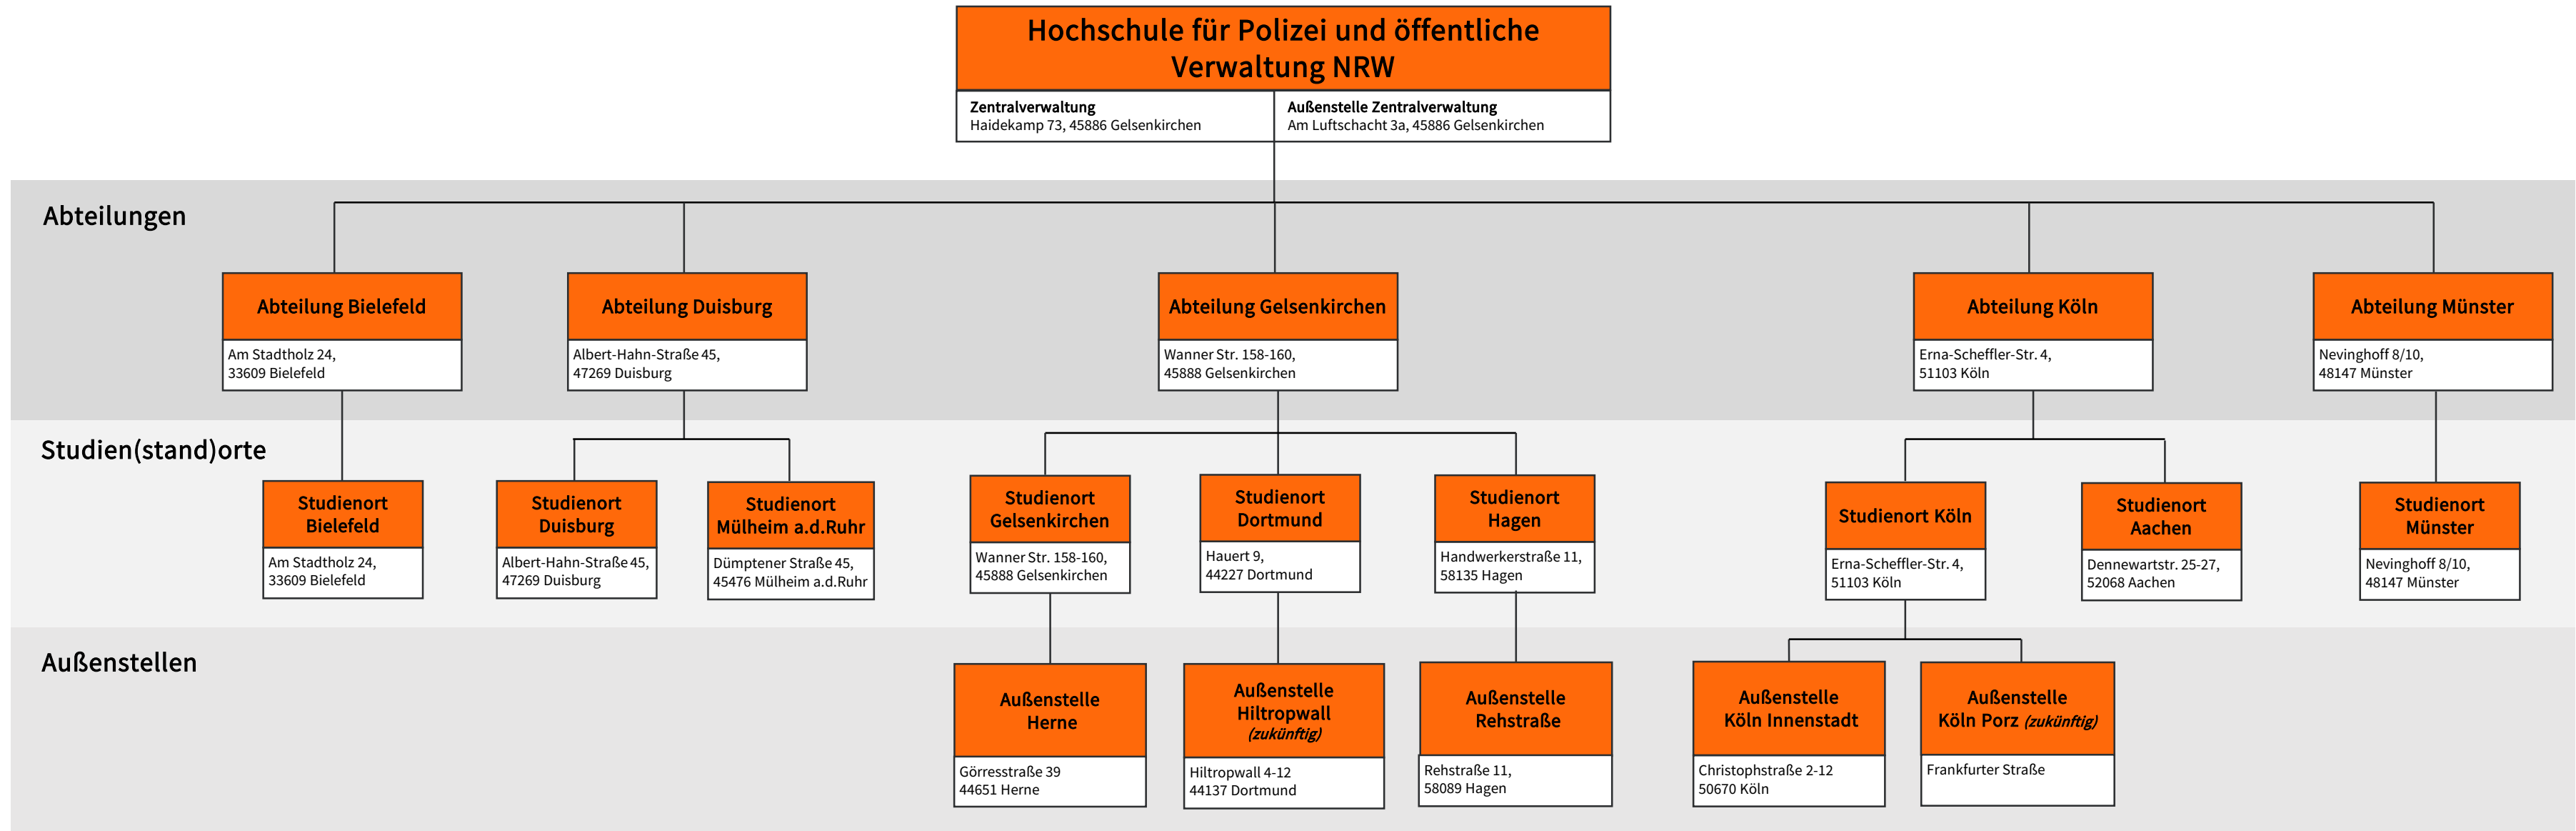 Hochschule für Polizei und öffentliche
Verwaltung NRW
Zentralverwaltung
Haidekamp 73, 45886 Gelsenkirchen
Außenstelle Zentralverwaltung
Am Luftschacht 3a, 45886 Gelsenkirchen
Abteilungen
Abteilung Bielefeld
Am Stadtholz 24,
33609 Bielefeld
Abteilung Duisburg
Albert-Hahn-Straße 45,
47269 Duisburg
Abteilung Gelsenkirchen
Wanner Str. 158-160,
45888 Gelsenkirchen
Abteilung Köln
Erna-Scheffler-Str. 4,
51103 Köln
Abteilung Münster
Nevinghoff 8/10,
48147 Münster
Studien(stand)orte
Studienort
Bielefeld
Am Stadtholz 24,
33609 Bielefeld
Studienort
Duisburg
Albert-Hahn-Straße 45,
47269 Duisburg
Studienort
Mülheim a.d.Ruhr
Dümptener Straße 45,
45476 Mülheim a.d.Ruhr
Studienort
Gelsenkirchen
Wanner Str. 158-160,
45888 Gelsenkirchen
Studienort
Dortmund
Hauert 9,
44227 Dortmund
Studienort
Hagen
Handwerkerstraße 11,
58135 Hagen
Studienort Köln
Erna-Scheffler-Str. 4,
51103 Köln
Studienort
Aachen
Dennewartstr. 25-27,
52068 Aachen
Studienort
Münster
Nevinghoff 8/10,
48147 Münster
Außenstellen
Außenstelle
Herne
Görresstraße 39
44651 Herne
Außenstelle
Hiltropwall
(zukünftig)
Hiltropwall 4-12
44137 Dortmund
Außenstelle
Rehstraße
Rehstraße 11,
58089 Hagen
Außenstelle
Köln Innenstadt
Christophstraße 2-12
50670 Köln
Außenstelle
Köln Porz (zukünftig)
Frankfurter Straße